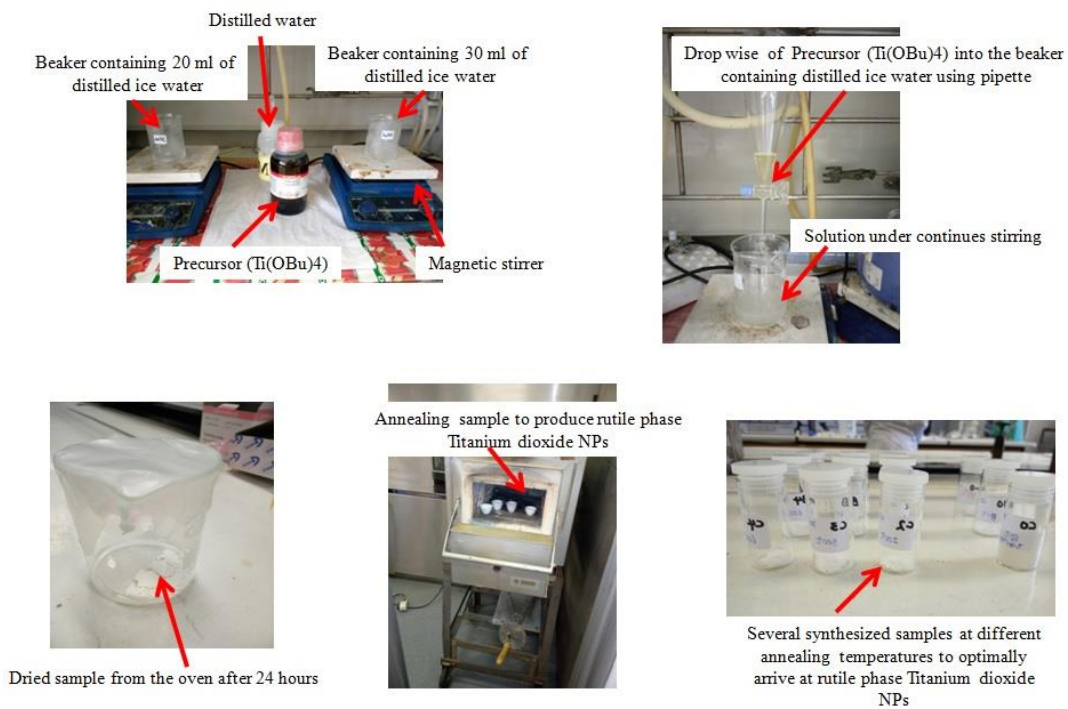 Distilled water
Beaker containing 20 ml of
distilled ice water
Beaker containing 30 ml of
distilled ice water
Precursor (Ti(OBu)4)
Magnetic stirrer
Drop wise of Precursor (Ti(OBu)4) into the beaker
containing distilled ice water using pipette
Solution under continues stirring
Dried sample from the oven after 24 hours
Annealing sample to produce rutile phase
Titanium dioxide NPs
C4
C3
C2
C0
Several synthesized samples at different
annealing temperatures to optimally
arrive at rutile phase Titanium dioxide
NPs